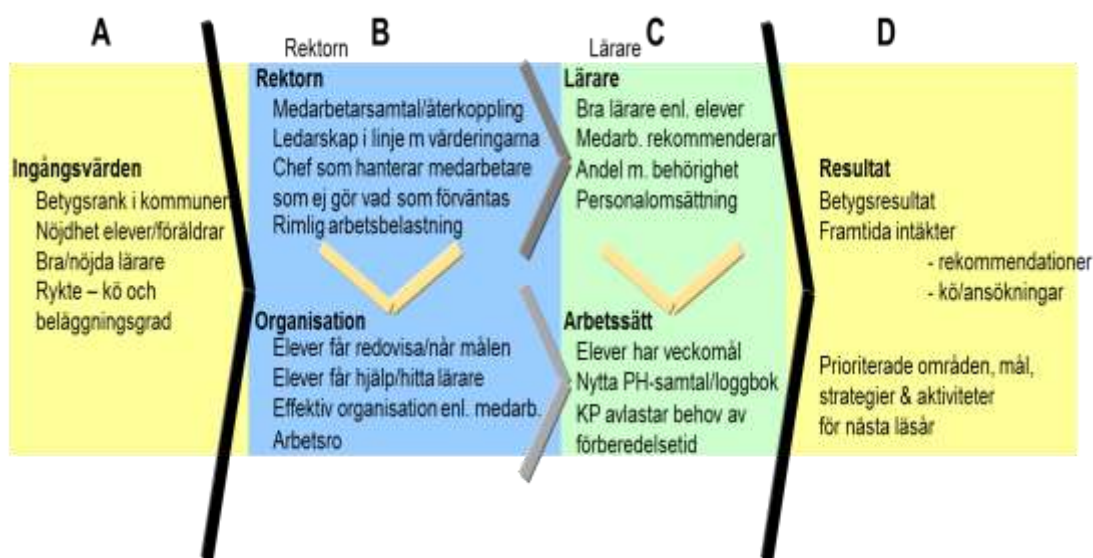 A
B
C
D
Rektorn
Lärare
Ingångsvärden
Betygsrank i kommunen
Nöjdhet elever/föräldrar
Bra/nöjda lärare
Rykte – kö och
beläggningsgrad
Rektorn
Medarbetarsamtal/återkoppling
Ledarskap i linje m värderingarna
Chef som hanterar medarbetare
som ej gör vad som förväntas
Rimlig arbetsbelastning
Organisation
Elever får redovisa/når målen
Elever får hjälp/hitta lärare
Effektiv organisation enl. medarb.
Arbetsro
Lärare
Bra lärare enl. elever
Medarb. rekommenderar
Andel m. behörighet
Personalomsättning
Arbetssätt
Elever har veckomål
Nytta PH-samtal/loggbok
KP avlastar behov av
förberedelsetid
Resultat
Betygsresultat
Framtida intäkter
- rekommendationer
- kö/ansökningar
Prioriterade områden, mål,
strategier & aktiviteter
för nästa läsår